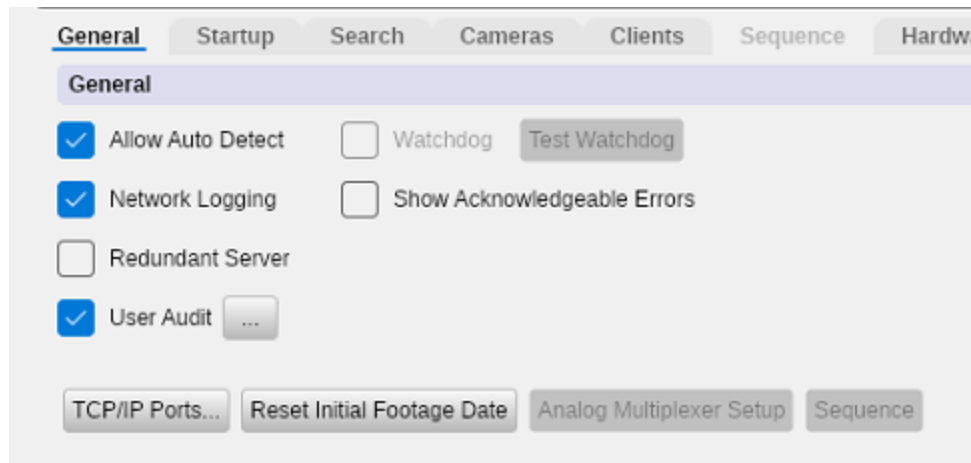 General Startup Search Cameras Clients Sequence
General
Allow Auto Detect Watchdog Test Watchdog
Network Logging Show Acknowledgeable Errors
Redundant Server
User Audit ...
TCP/IP Ports... Reset Initial Footage Date Analog Multiplexer Setup Sequence